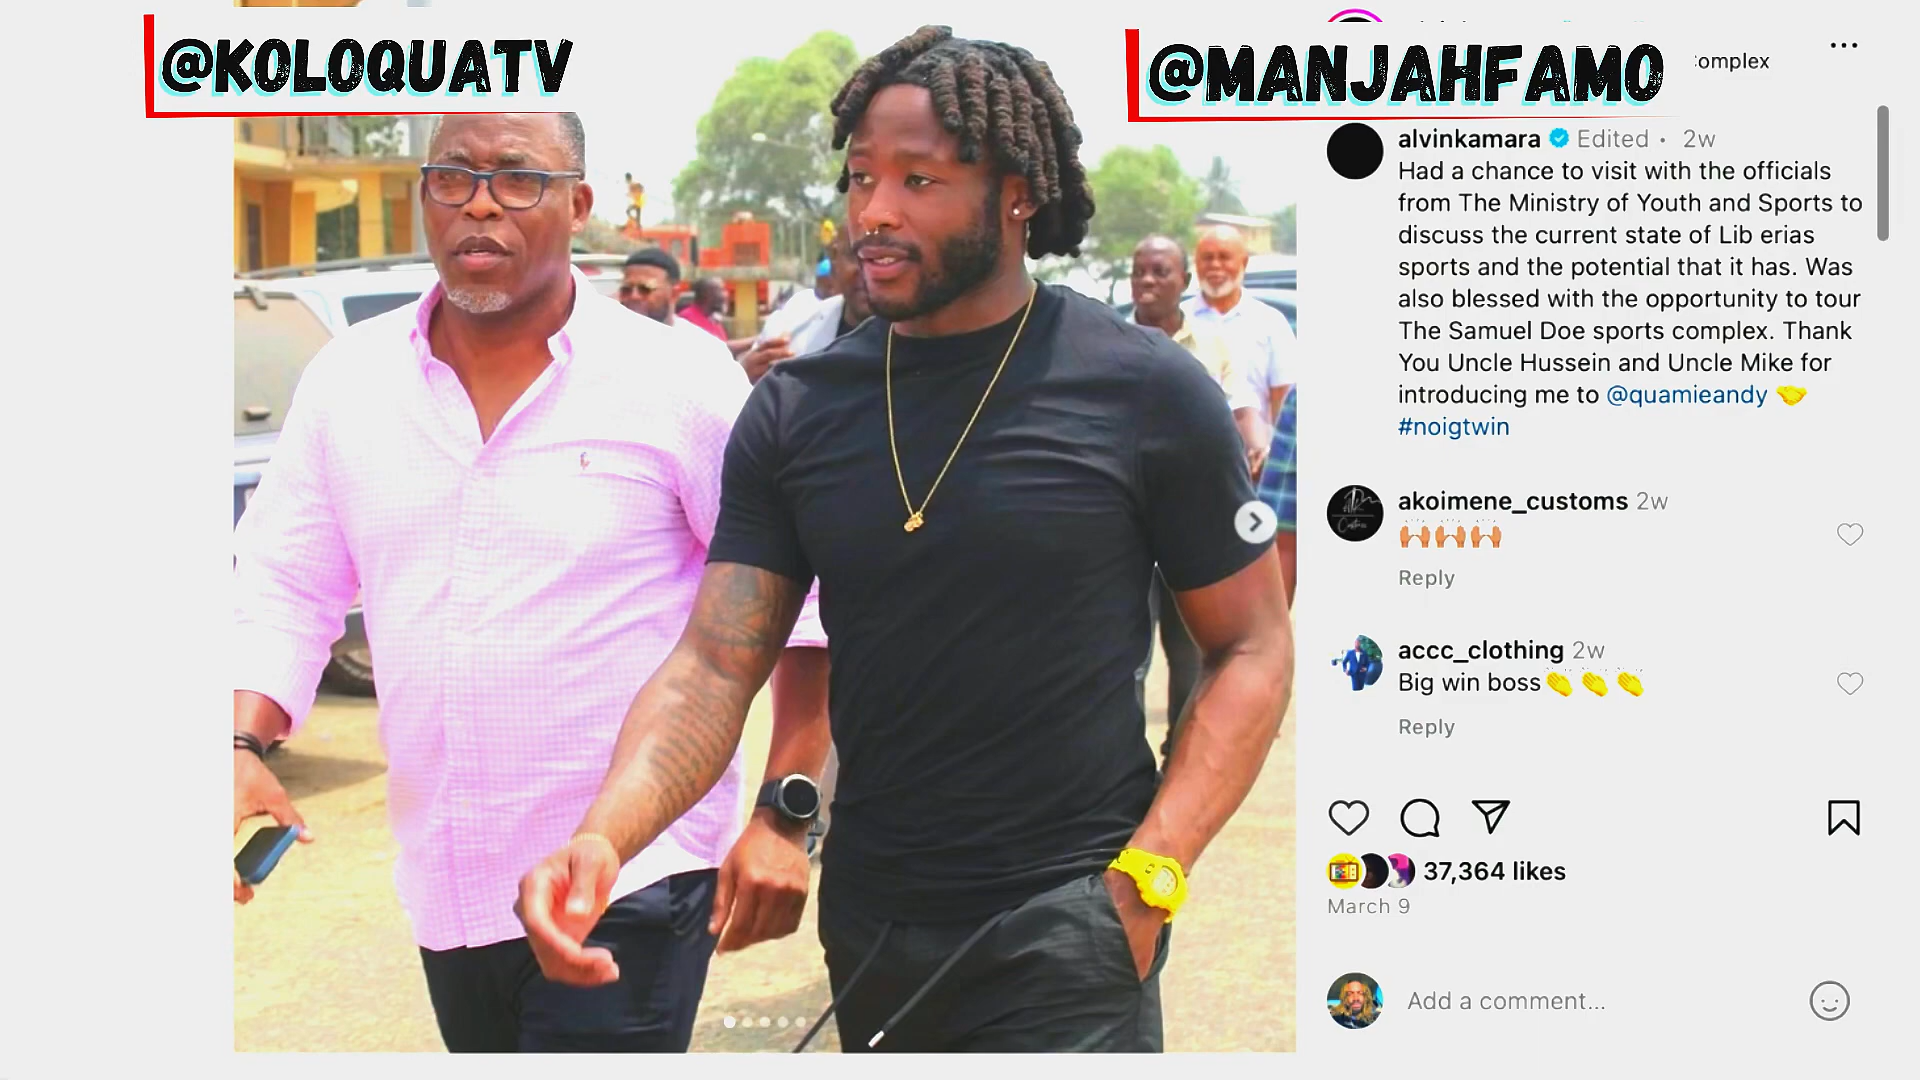 @KOLOQUATV
@MANJAHFAMO
omplex
alvinkamara Edited • 2w
Had a chance to visit with the officials
from The Ministry of Youth and Sports to
discuss the current state of Lib erias
sports and the potential that it has. Was
also blessed with the opportunity to tour
The Samuel Doe sports complex. Thank
You Uncle Hussein and Uncle Mike for
introducing me to @quamieandy 🤝
#noigtwin
akoimene_customs 2w
🙌🙌🙌
Reply
accc_clothing 2w
Big win boss👏👏👏
Reply
37,364 likes
March 9
Add a comment...